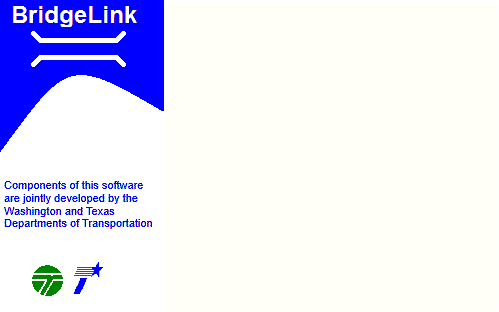 BridgeLink
Components of this software
are jointly developed by the
Washington and Texas
Departments of Transportation